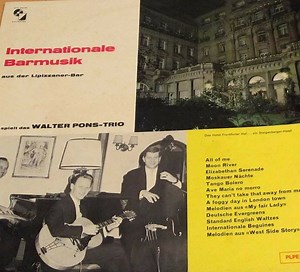 Internationale
Barmusik
aus der Lipizzaner-Bar
spielt das WALTER PONS-TRIO
All of me
Moon River
Elizabethan Serenade
Moskauer Nächte
Tango Bolero
Ave Maria no morro
They can't take that away from me
A foggy day in London town
Melodien aus »My fair Lady«
Deutsche Evergreens
Standard English Waltzes
Internationale Beguines
Melodien aus »West Side Story«